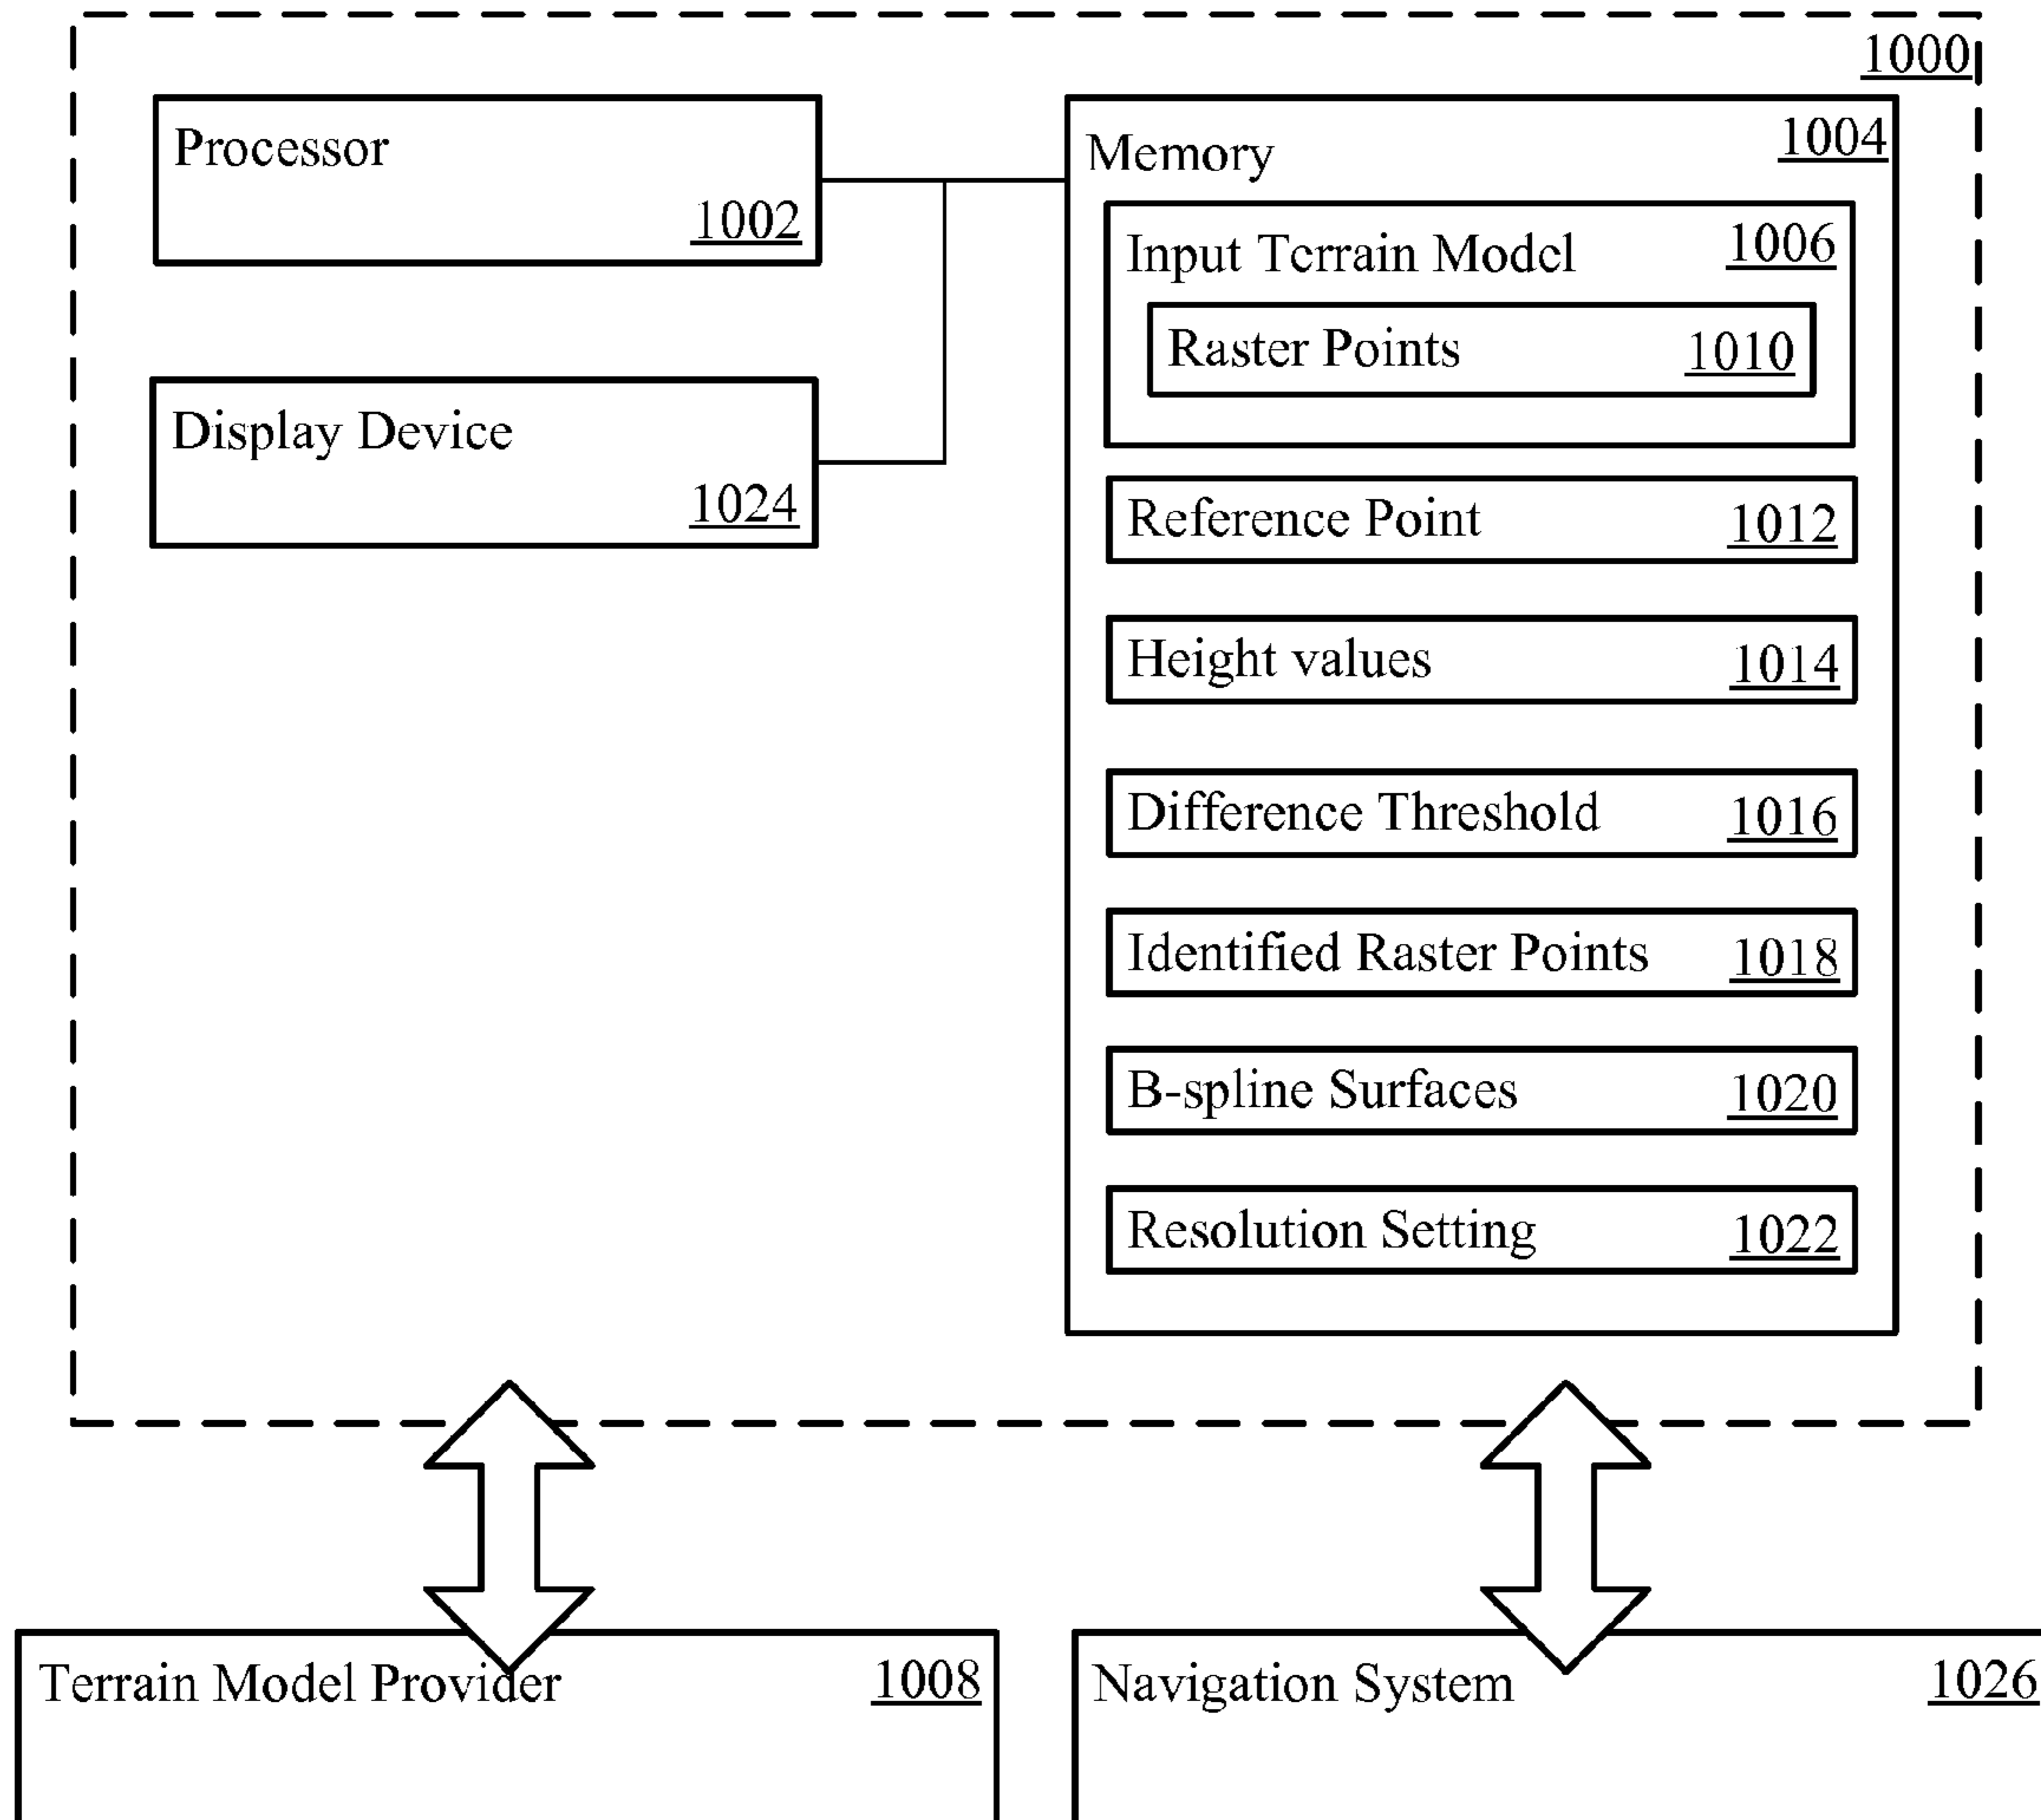 1000
Processor
1002
Display Device
1024
Memory
1004
Input Terrain Model
1006
Raster Points
1010
Reference Point
1012
Height values
1014
Difference Threshold
1016
Identified Raster Points
1018
B-spline Surfaces
1020
Resolution Setting
1022
Terrain Model Provider
1008
Navigation System
1026